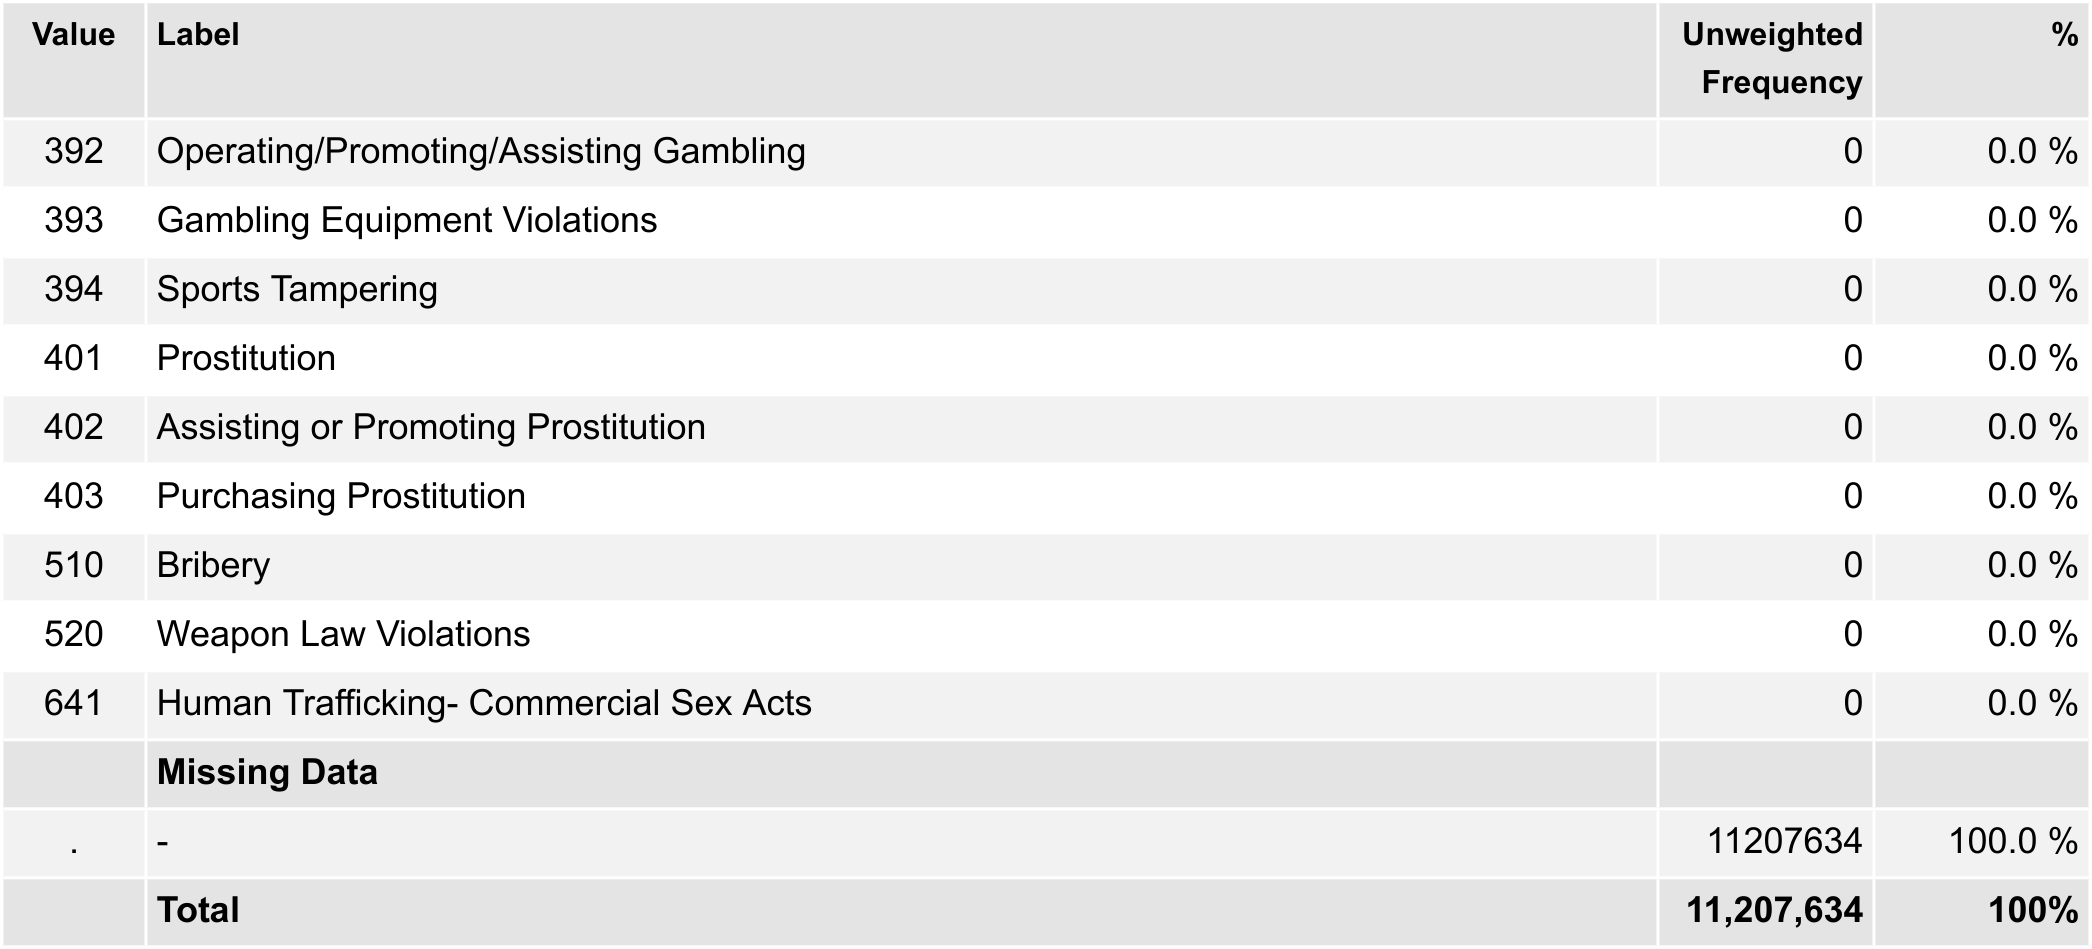 Value Label Unweighted Frequency %
392 Operating/Promoting/Assisting Gambling 0 0.0 %
393 Gambling Equipment Violations 0 0.0 %
394 Sports Tampering 0 0.0 %
401 Prostitution 0 0.0 %
402 Assisting or Promoting Prostitution 0 0.0 %
403 Purchasing Prostitution 0 0.0 %
510 Bribery 0 0.0 %
520 Weapon Law Violations 0 0.0 %
641 Human Trafficking- Commercial Sex Acts 0 0.0 %
Missing Data
. - 11207634 100.0 %
Total 11,207,634 100%